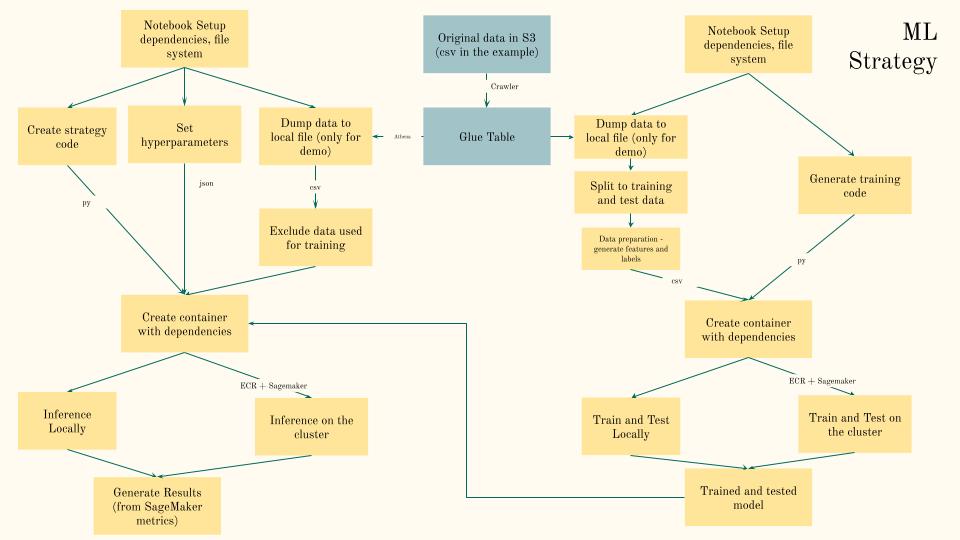 ML
Strategy
Notebook Setup
dependencies, file
system
Original data in S3
(csv in the example)
Notebook Setup
dependencies, file
system
Crawler
Create strategy
code
Set
hyperparameters
Dump data to
local file (only for
demo)
Athena
Glue Table
Dump data to
local file (only for
demo)
Generate training
code
json
csv
py
Split to training
and test data
Exclude data used
for training
Data preparation -
generate features and
labels
py
csv
Create container
with dependencies
Create container
with dependencies
ECR + Sagemaker
ECR + Sagemaker
Inference
Locally
Inference on the
cluster
Train and Test
Locally
Train and Test on
the cluster
Generate Results
(from SageMaker
metrics)
Trained and tested
model